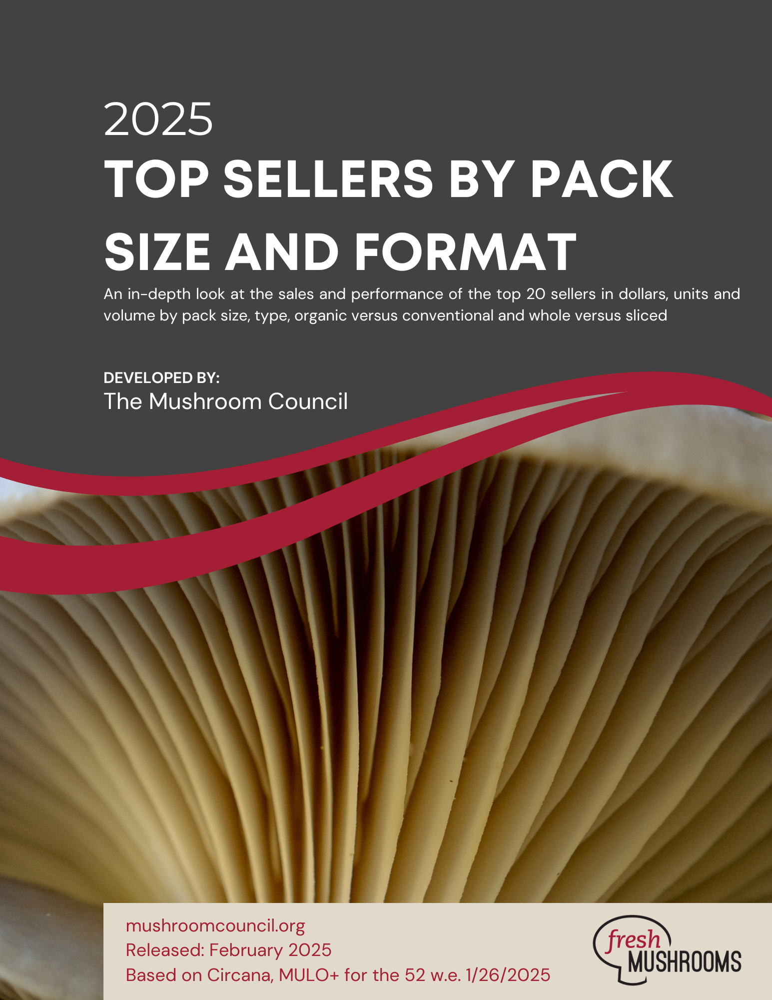 2025
TOP SELLERS BY PACK
SIZE AND FORMAT
An in-depth look at the sales and performance of the top 20 sellers in dollars, units and
volume by pack size, type, organic versus conventional and whole versus sliced
DEVELOPED BY:
The Mushroom Council
mushroomcouncil.org
Released: February 2025
Based on Circana, MULO+ for the 52 w.e. 1/26/2025
fresh
MUSHROOMS